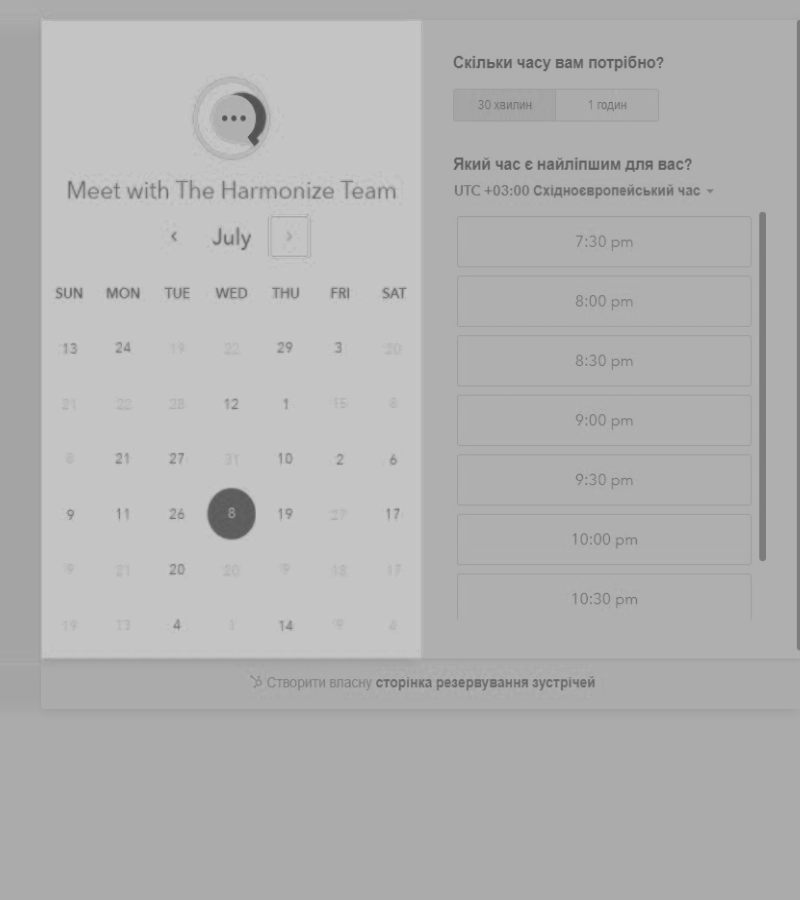 Meet with The Harmonize Team
July
SUN MON TUE WED THU FRI SAT
13 24 19 22 29 3 20
21 22 28 12 1 15 8
8 21 27 31 10 2 6
9 11 26 8 19 27 17
9 21 20 20 9 18 17
19 13 4 1 14 9
Скільки часу вам потрібно?
30 хвилин 1 годин
Який час є найліпшим для вас?
UTC +03:00 Східноєвропейський час
7:30 pm
8:00 pm
8:30 pm
9:00 pm
9:30 pm
10:00 pm
10:30 pm
Створити власну сторінка резервування зустрічей